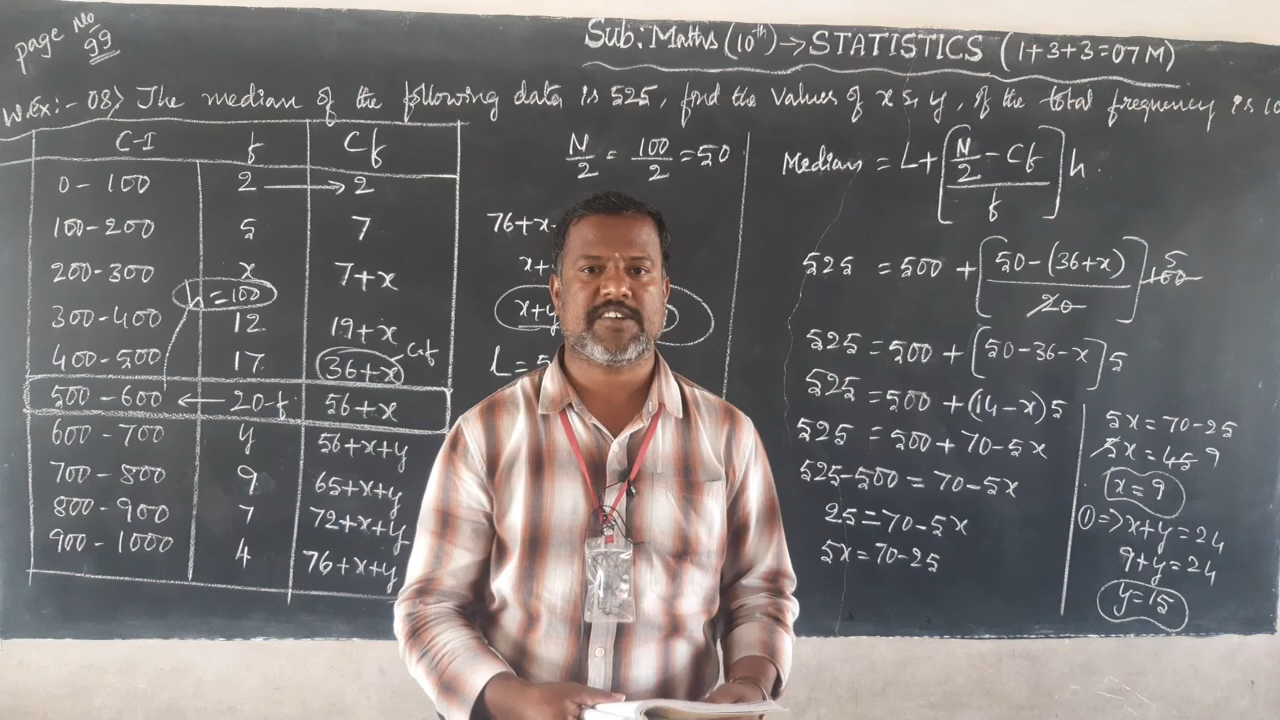 page No
99
Sub: Maths (10th) → STATISTICS (1+3+3=07M)
W.Ex:- 08) The median of the following data is 525, find the values of x & y, if the total frequency is 10
C-I f Cf
0-100 2 → 2
100-200 5 7
200-300 x 7+x
h=100
300-400 12 19+x
400-500 17 36+x Cf
500-600 ← 20-f 56+x
600-700 y 56+x+y
700-800 9 65+x+y
800-900 7 72+x+y
900-1000 4 76+x+y
N/2 = 100/2 = 50
76+x
x+
x+y
L=5
Median = L+[(N/2 - Cf)/f]h.
525 = 500 + [(50-(36+x))/20] 100 5
525 = 500 + [50-36-x]5
525 = 500 + (14-x)5
525 = 500+70-5x
525-500 = 70-5x
25=70-5x
5x=70-25
5x=70-25
5x=45 9
x=9
①=> x+y=24
9+y=24
y=15